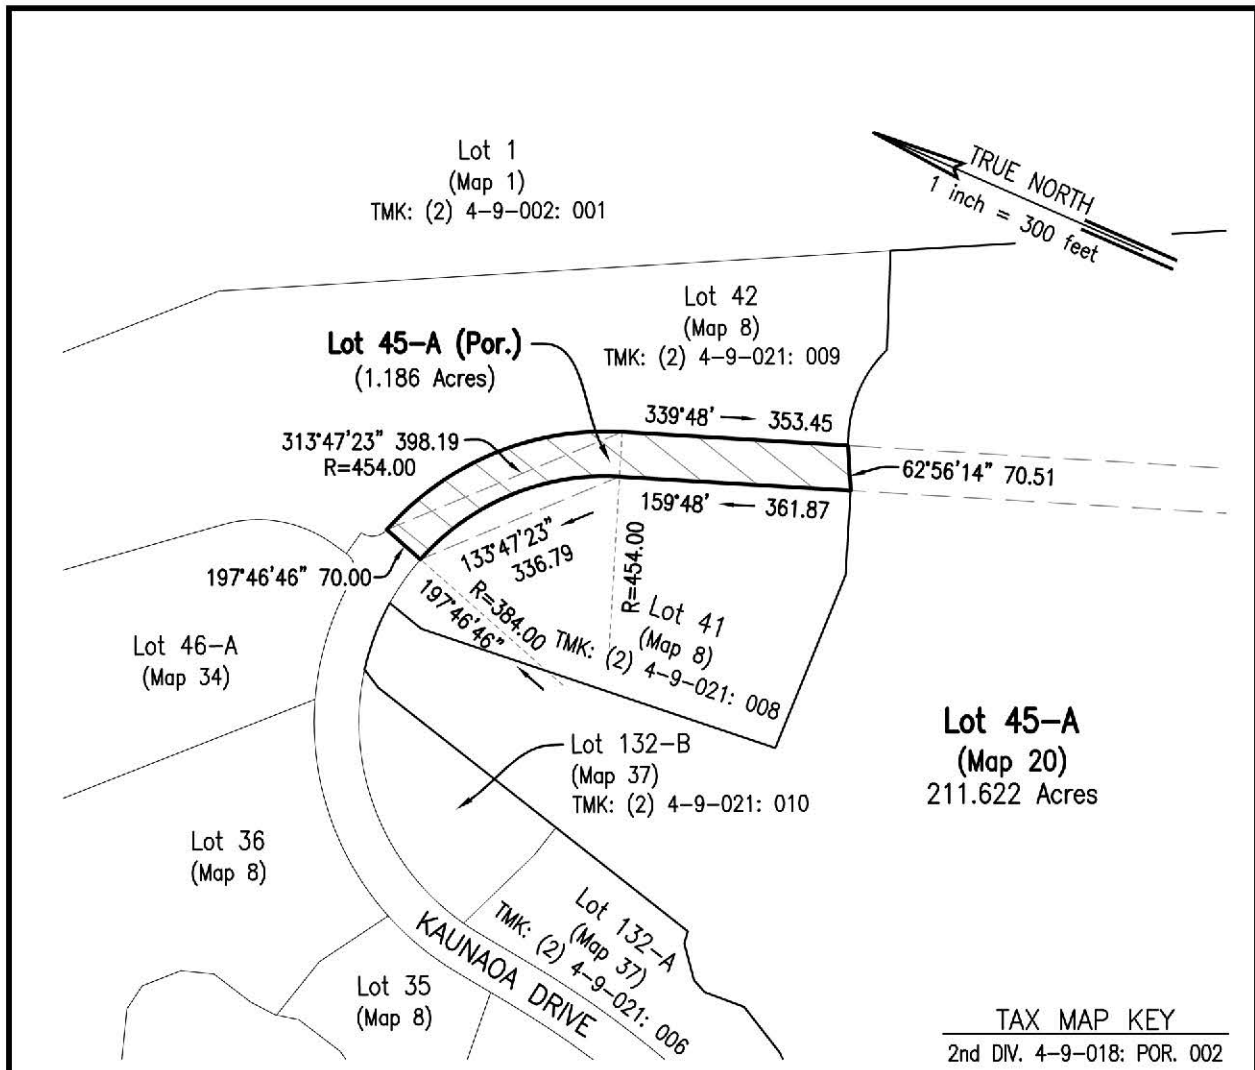 Lot 1
(Map 1)
TMK: (2) 4-9-002: 001
TRUE NORTH
1 inch = 300 feet
Lot 42
(Map 8)
TMK: (2) 4-9-021: 009
Lot 45-A (Por.)
(1.186 Acres)
339°48' 353.45
313°47'23" 398.19
R=454.00
62°56'14" 70.51
159°48' 361.87
133°47'23"
336.79
R=454.00
197°46'46" 70.00
R=384.00
197°46'46"
Lot 41
(Map 8)
TMK: (2) 4-9-021: 008
Lot 46-A
(Map 34)
Lot 45-A
(Map 20)
211.622 Acres
Lot 132-B
(Map 37)
TMK: (2) 4-9-021: 010
Lot 36
(Map 8)
Lot 132-A
(Map 37)
TMK: (2) 4-9-021: 006
KAUNAOA DRIVE
Lot 35
(Map 8)
TAX MAP KEY
2nd DIV. 4-9-018: POR. 002